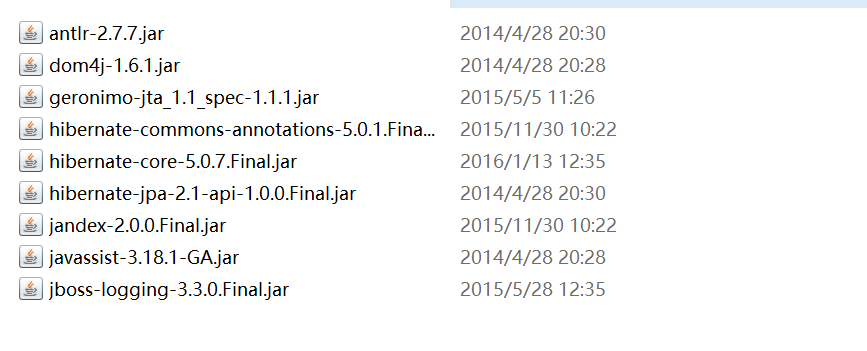 antlr-2.7.7.jar 2014/4/28 20:30
dom4j-1.6.1.jar 2014/4/28 20:28
geronimo-jta_1.1_spec-1.1.1.jar 2015/5/5 11:26
hibernate-commons-annotations-5.0.1.Fina... 2015/11/30 10:22
hibernate-core-5.0.7.Final.jar 2016/1/13 12:35
hibernate-jpa-2.1-api-1.0.0.Final.jar 2014/4/28 20:30
jandex-2.0.0.Final.jar 2015/11/30 10:22
javassist-3.18.1-GA.jar 2014/4/28 20:28
jboss-logging-3.3.0.Final.jar 2015/5/28 12:35